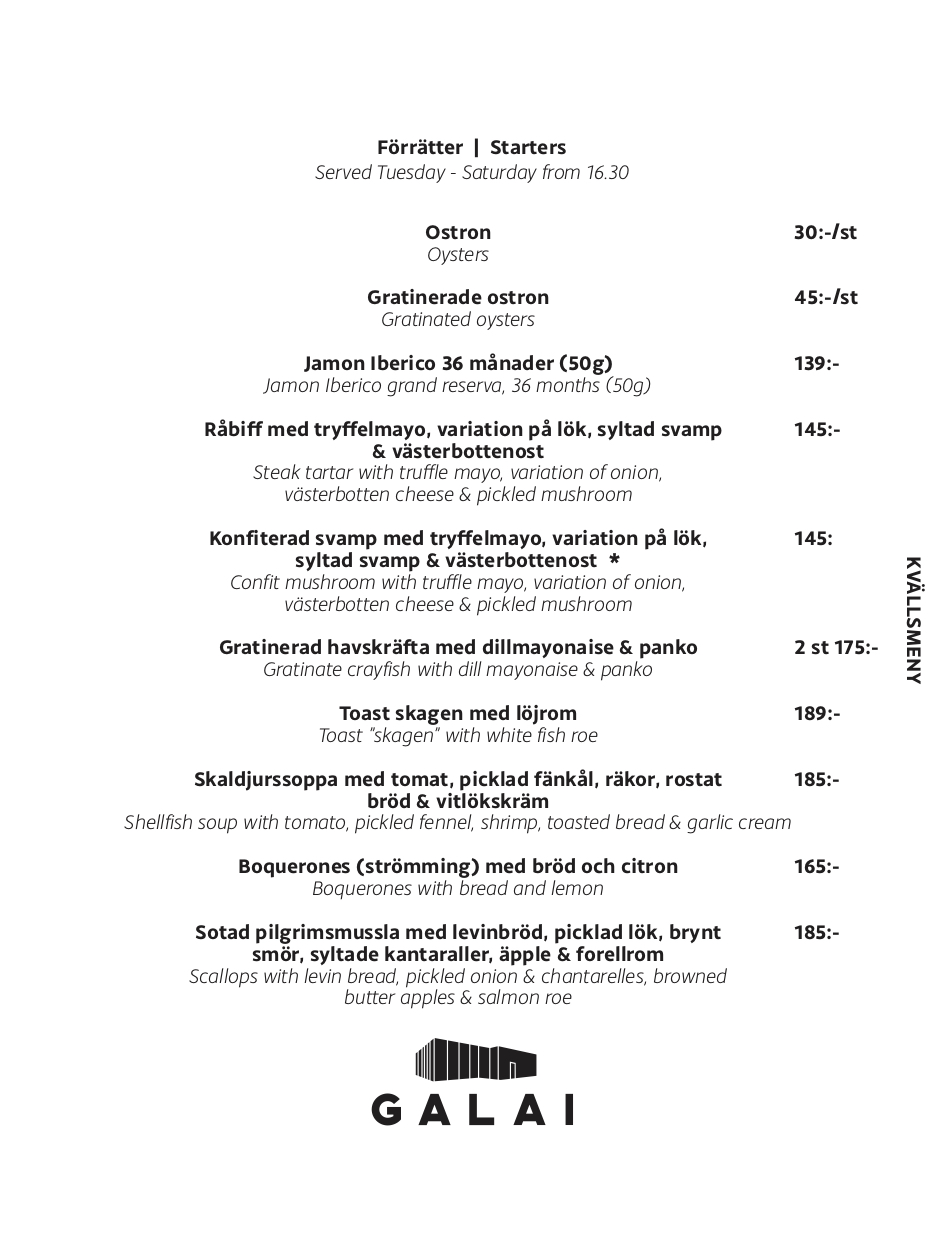 Förrätter | Starters
Served Tuesday - Saturday from 16.30
Ostron 30:-/st
Oysters
Gratinerade ostron 45:-/st
Gratinated oysters
Jamon Iberico 36 månader (50g) 139:-
Jamon Iberico grand reserva, 36 months (50g)
Råbiff med tryffelmayo, variation på lök, syltad svamp 145:-
& västerbottenost
Steak tartar with truffle mayo, variation of onion,
västerbotten cheese & pickled mushroom
Konfiterad svamp med tryffelmayo, variation på lök, 145:
syltad svamp & västerbottenost *
Confit mushroom with truffle mayo, variation of onion,
västerbotten cheese & pickled mushroom
Gratinerad havskräfta med dillmayonaise & panko 2 st 175:-
Gratinate crayfish with dill mayonaise & panko
Toast skagen med löjrom 189:-
Toast "skagen" with white fish roe
Skaldjurssoppa med tomat, picklad fänkål, räkor, rostat 185:-
bröd & vitlökskräm
Shellfish soup with tomato, pickled fennel, shrimp, toasted bread & garlic cream
Boquerones (strömming) med bröd och citron 165:-
Boquerones with bread and lemon
Sotad pilgrimsmussla med levinbröd, picklad lök, brynt 185:-
smör, syltade kantaraller, äpple & forellrom
Scallops with levin bread, pickled onion & chantarelles, browned
butter apples & salmon roe
GALAI
KVÄLLSMENY